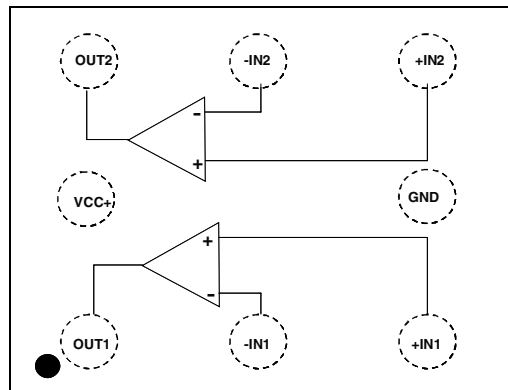 OUT2 -IN2 +IN2
-
+
VCC+ GND
+
-
OUT1 -IN1 +IN1